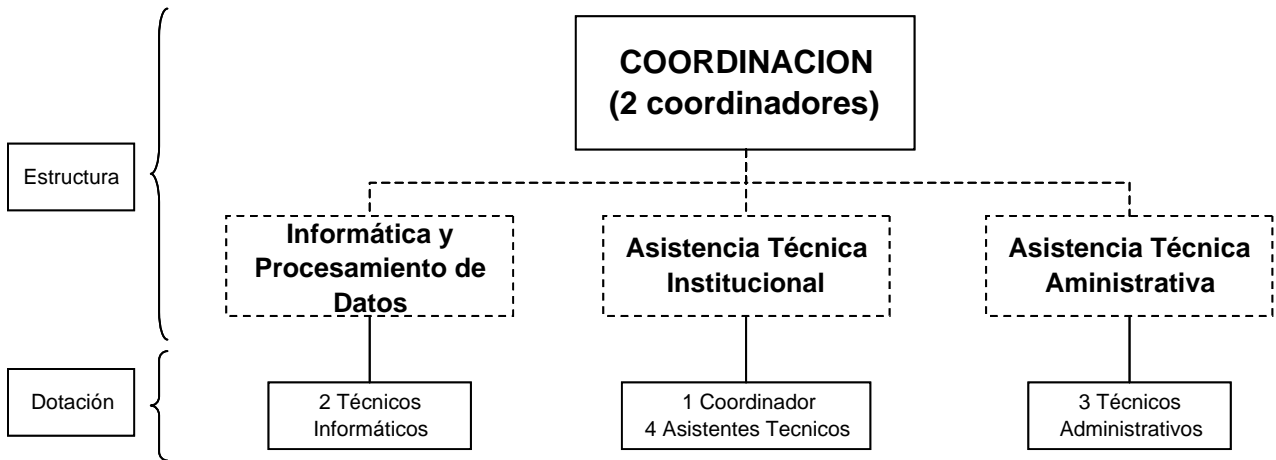 COORDINACION
(2 coordinadores)
Estructura
Informática y
Procesamiento de
Datos
Asistencia Técnica
Institucional
Asistencia Técnica
Aministrativa
Dotación
2 Técnicos
Informáticos
1 Coordinador
4 Asistentes Tecnicos
3 Técnicos
Administrativos